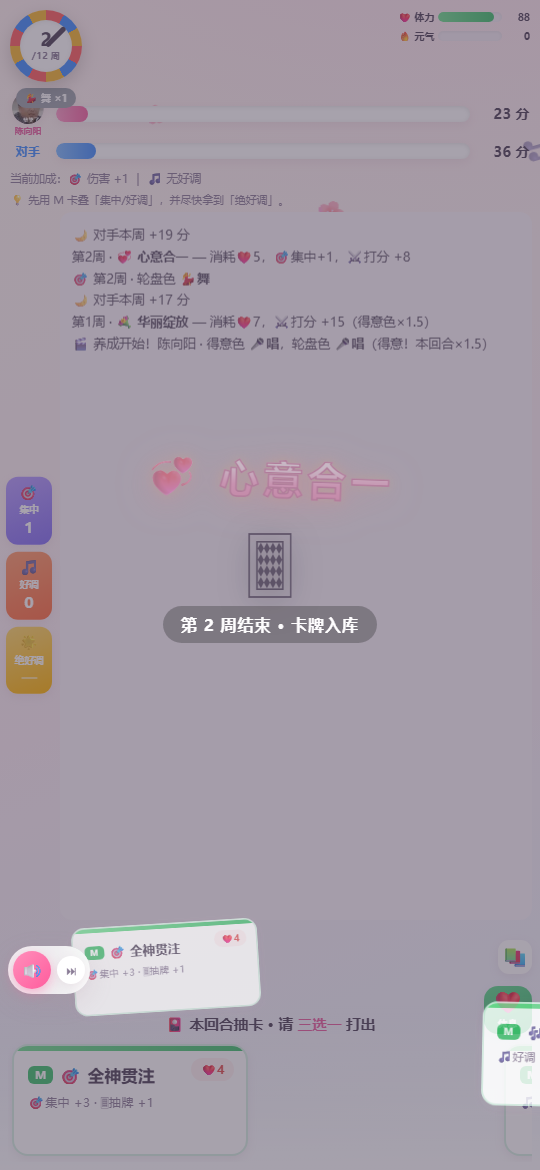 2
/12 周
体力 88
元气 0
舞 ×1
陈向阳
23 分
对手
36 分
当前加成: 伤害 +1 | 无好调
先用 M 卡叠「集中/好调」, 并尽快拿到「绝好调」。
对手本周 +19 分
第2周 · 心意合一 — 消耗 5, 集中+1, 打分 +8
第2周 · 轮盘色 舞
对手本周 +17 分
第1周 · 华丽绽放 — 消耗 7, 打分 +15（得意色×1.5）
养成开始! 陈向阳 · 得意色 唱, 轮盘色 唱（得意! 本回合×1.5）
心意合一
集中
1
好调
0
绝好调
—
第 2 周结束 · 卡牌入库
M 全神贯注 4
集中 +3 · 抽牌 +1
本回合抽卡 · 请 三选一 打出
M
好调
M 全神贯注 4
集中 +3 · 抽牌 +1